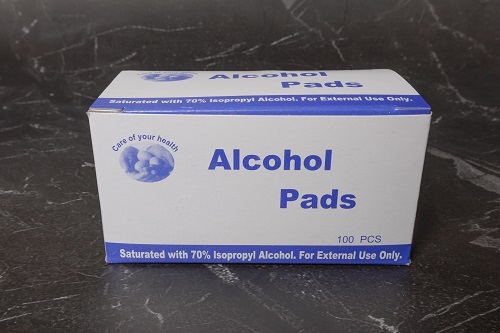 Alcohol
Pads
Saturated with 70% Isopropyl Alcohol. For External Use Only.
Care of your health
Alcohol
Pads
100 PCS
Saturated with 70% Isopropyl Alcohol. For External Use Only.